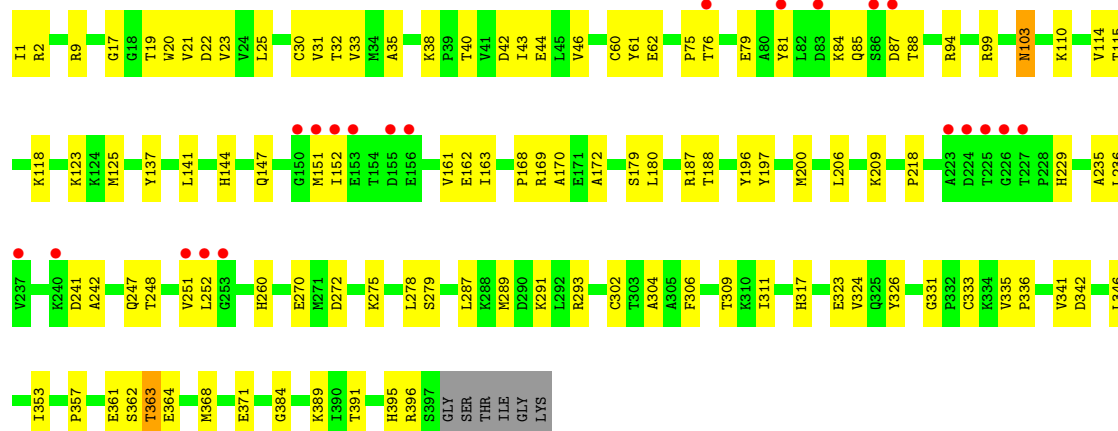 I1 R2 R9 G17 G18 T19 W20 V21 D22 V23 V24 L25 C30 V31 T32 V33 M34 A35 K38 P39 T40 V41 D42 I43 E44 L45 V46 C60 Y61 E62 P75 T76 E79 A80 Y81 L82 D83 K84 Q85 S86 D87 T88 R94 R99 N103 K110 V114 T115
K118 K123 K124 M125 Y137 L141 H144 Q147 G150 M151 I152 E153 T154 D155 E156 V161 E162 I163 P168 R169 A170 E171 A172 S179 L180 R187 T188 Y196 Y197 M200 L206 K209 P218 A223 D224 T225 G226 T227 P228 H229 A235 L236
V237 K240 D241 A242 Q247 T248 V251 L252 G253 H260 E270 M271 D272 K275 L278 S279 L287 K288 M289 D290 K291 L292 R293 C302 T303 A304 A305 F306 T309 K310 I311 H317 E323 V324 Q325 Y326 G331 P332 C333 K334 V335 P336 V341 D342
I353 P357 E361 S362 T363 E364 M368 E371 G384 K389 I390 T391 H395 R396 S397 GLY SER THR ILE GLY LYS